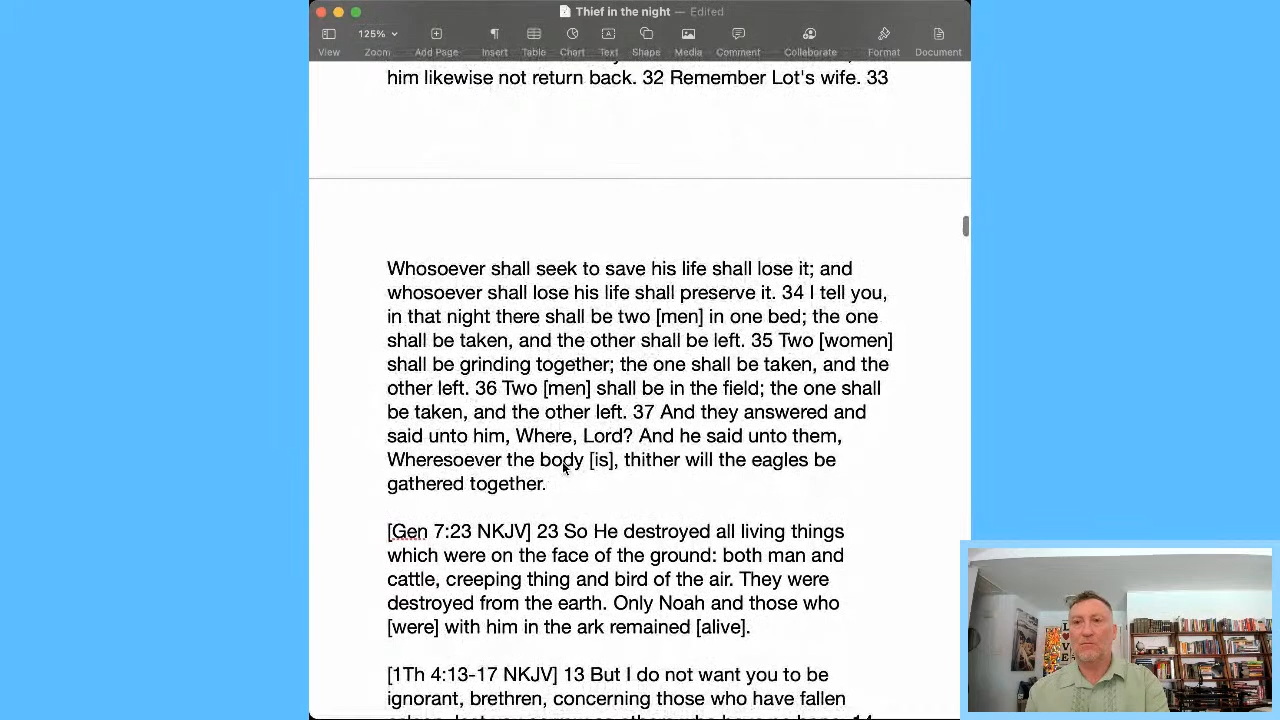 Thief in the night — Edited
125%
View Zoom Add Page Insert Table Chart Text Shape Media Comment Collaborate Format Document
him likewise not return back. 32 Remember Lot's wife. 33
Whosoever shall seek to save his life shall lose it; and
whosoever shall lose his life shall preserve it. 34 I tell you,
in that night there shall be two [men] in one bed; the one
shall be taken, and the other shall be left. 35 Two [women]
shall be grinding together; the one shall be taken, and the
other left. 36 Two [men] shall be in the field; the one shall
be taken, and the other left. 37 And they answered and
said unto him, Where, Lord? And he said unto them,
Wheresoever the body [is], thither will the eagles be
gathered together.
[Gen 7:23 NKJV] 23 So He destroyed all living things
which were on the face of the ground: both man and
cattle, creeping thing and bird of the air. They were
destroyed from the earth. Only Noah and those who
[were] with him in the ark remained [alive].
[1Th 4:13-17 NKJV] 13 But I do not want you to be
ignorant, brethren, concerning those who have fallen